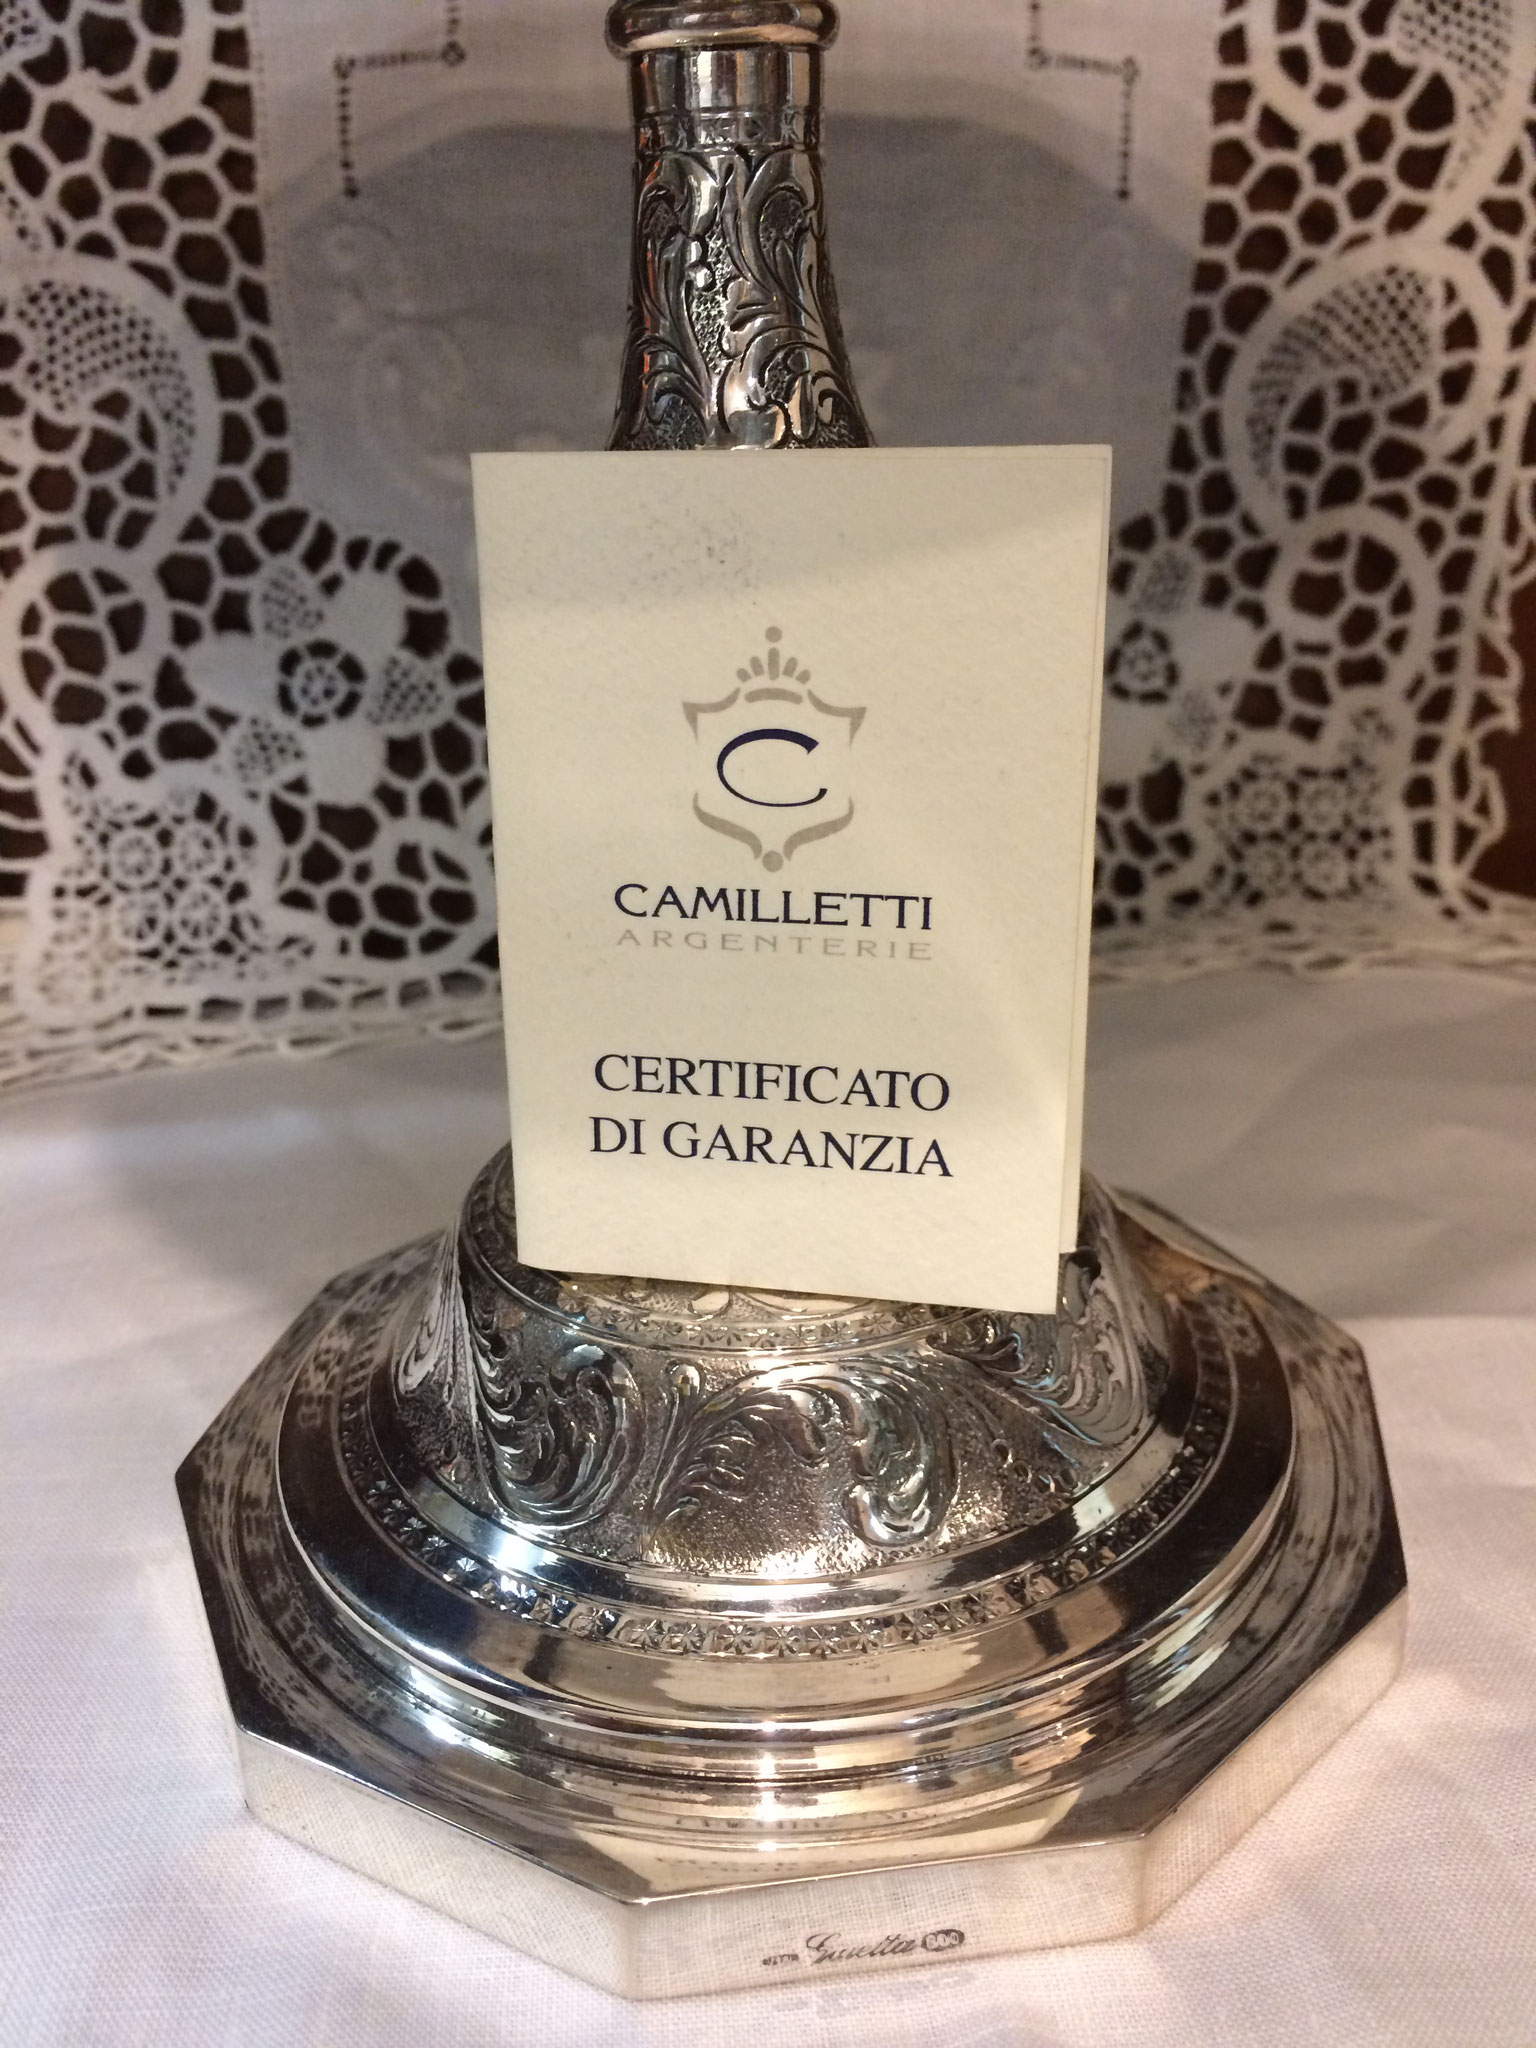 C
CAMILLETTI
ARGENTERIE
CERTIFICATO
DI GARANZIA
800